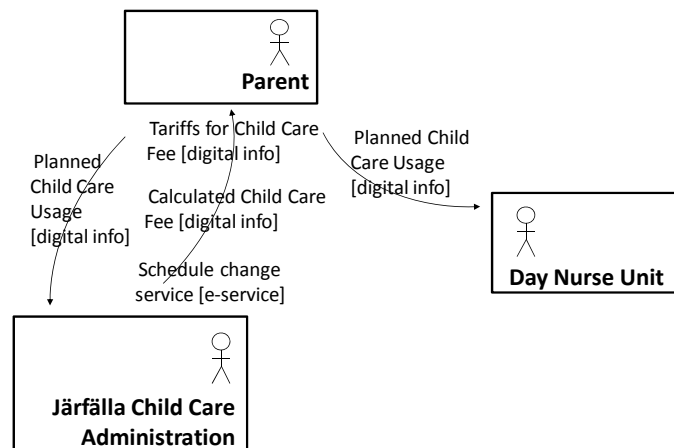 Parent
Tariffs for Child Care
Fee [digital info]
Planned Child
Care Usage
[digital info]
Planned
Child Care
Usage
[digital info]
Calculated Child Care
Fee [digital info]
Schedule change
service [e-service]
Day Nurse Unit
Järfälla Child Care
Administration